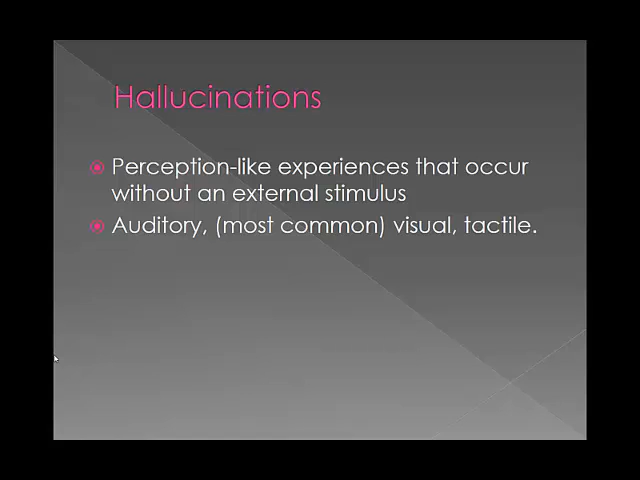 Hallucinations
Perception-like experiences that occur
without an external stimulus
Auditory, (most common) visual, tactile.